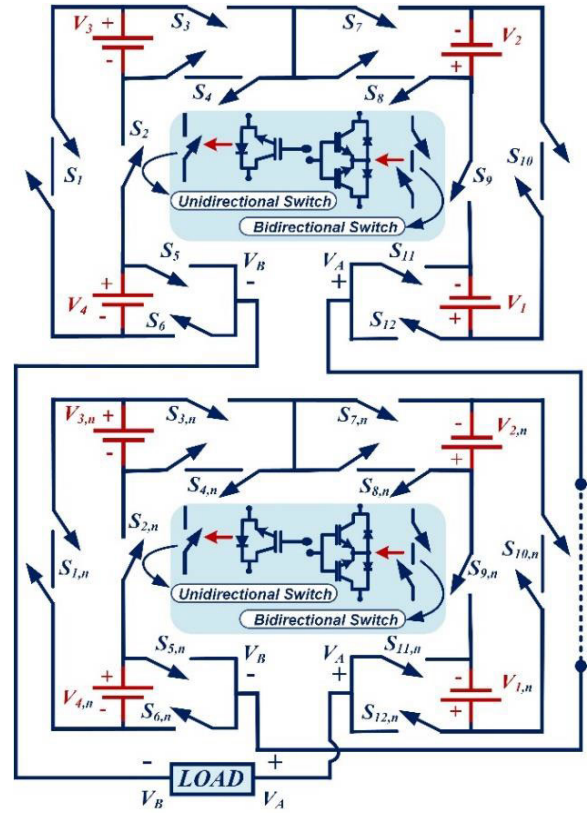 V3
+
-
S3
S7
-
+
V2
S4
S8
S1
S2
S9
S10
Unidirectional Switch
Bidirectional Switch
S5
VB
-
VA
+
S11
V4
+
-
S6
S12
-
+
V1
V3,n
+
-
S3,n
S7,n
-
+
V2,n
S4,n
S8,n
S1,n
S2,n
S9,n
S10,n
Unidirectional Switch
Bidirectional Switch
S5,n
VB
-
VA
+
S11,n
V4,n
+
-
S6,n
S12,n
-
+
V1,n
-
LOAD
+
VB
VA